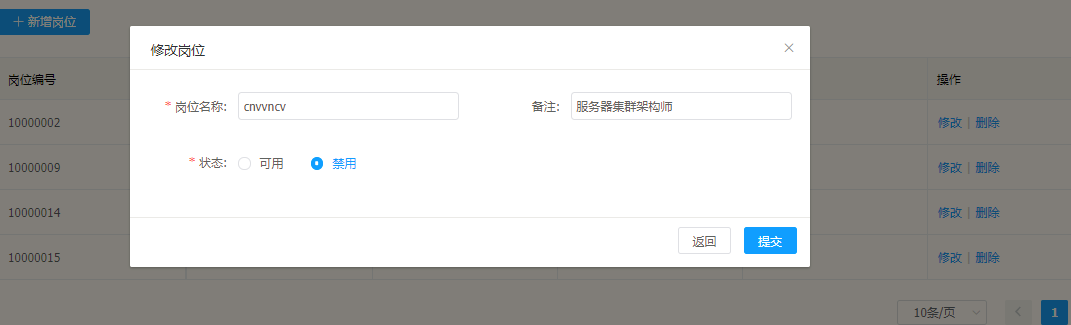 + 新增岗位
修改岗位
岗位编号
操作
* 岗位名称: cnvvncv
备注: 服务器集群架构师
10000002
修改 | 删除
* 状态: 可用 禁用
10000009
修改 | 删除
10000014
修改 | 删除
返回 提交
10000015
修改 | 删除
10条/页
1